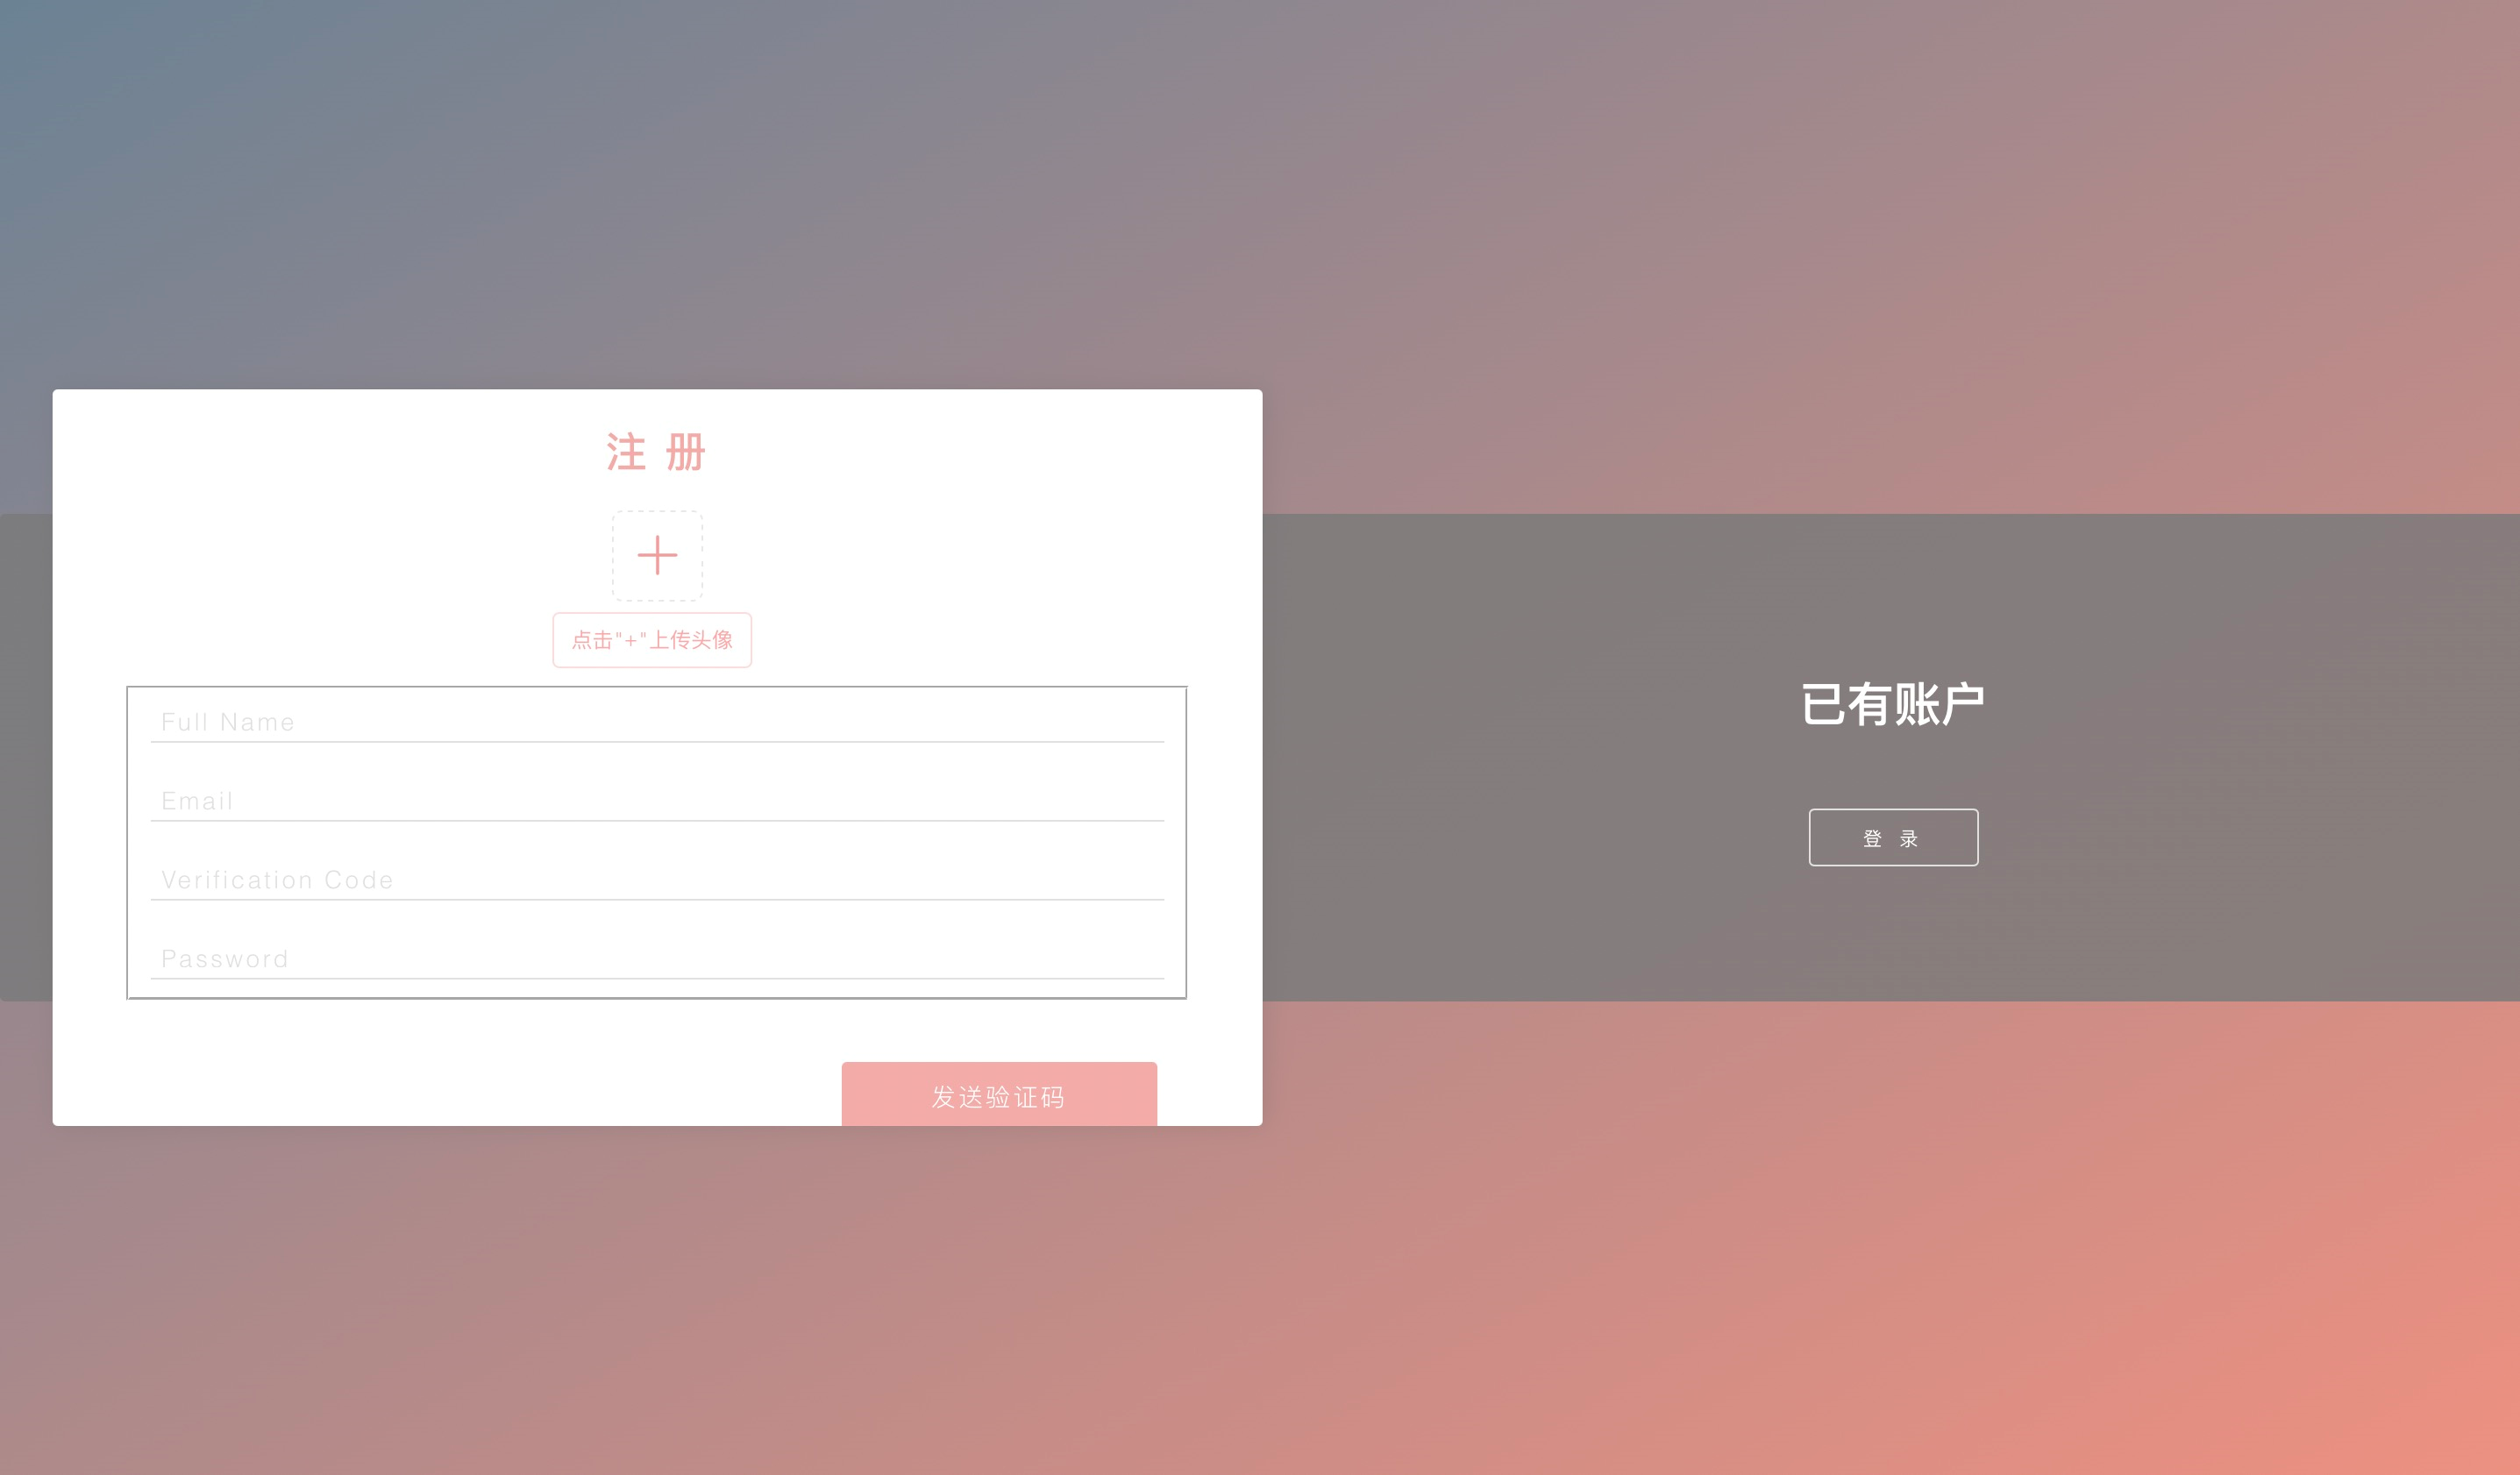 注 册
点击"+"上传头像
Full Name
Email
Verification Code
Password
发送验证码
已有账户
登 录